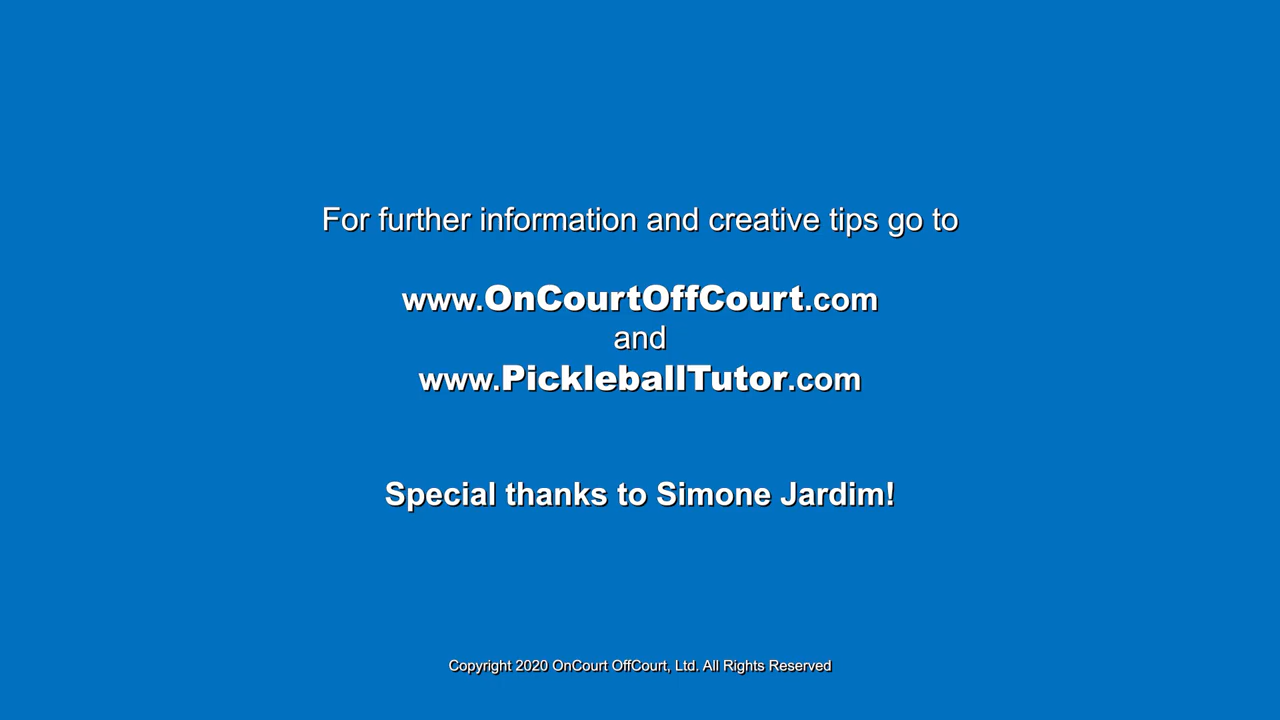 For further information and creative tips go to
www.OnCourtOffCourt.com
and
www.PickleballTutor.com
Special thanks to Simone Jardim!
Copyright 2020 OnCourt OffCourt, Ltd. All Rights Reserved